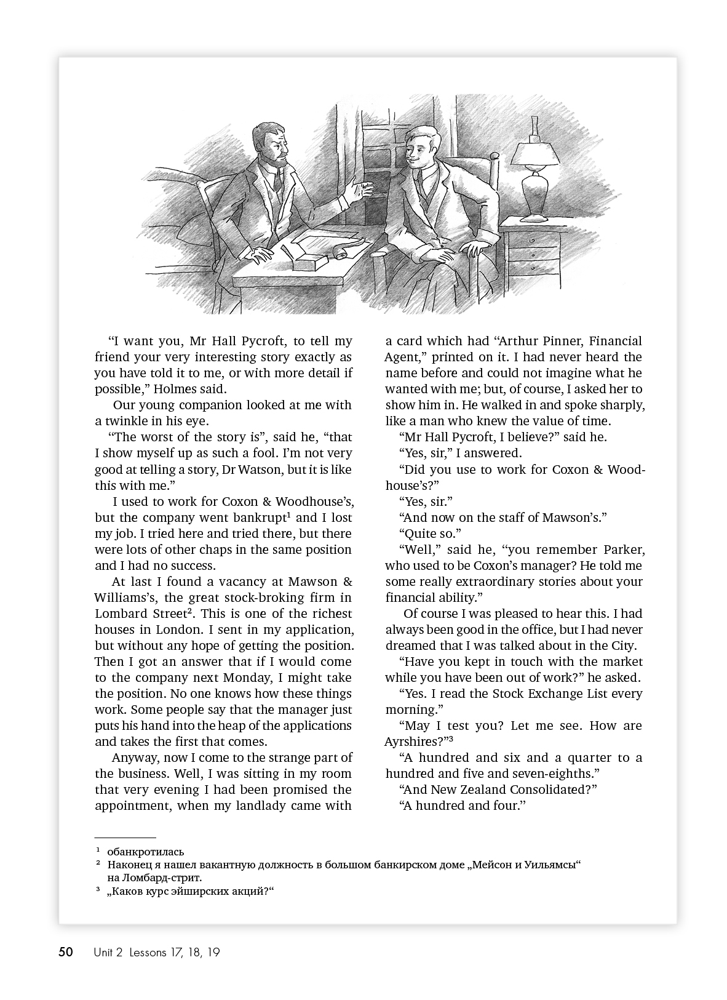 “I want you, Mr Hall Pycroft, to tell my
friend your very interesting story exactly as
you have told it to me, or with more detail if
possible,” Holmes said.
Our young companion looked at me with
a twinkle in his eye.
“The worst of the story is”, said he, “that
I show myself up as such a fool. I’m not very
good at telling a story, Dr Watson, but it is like
this with me.”
I used to work for Coxon & Woodhouse’s,
but the company went bankrupt¹ and I lost
my job. I tried here and tried there, but there
were lots of other chaps in the same position
and I had no success.
At last I found a vacancy at Mawson &
Williams’s, the great stock-broking firm in
Lombard Street². This is one of the richest
houses in London. I sent in my application,
but without any hope of getting the position.
Then I got an answer that if I would come
to the company next Monday, I might take
the position. No one knows how these things
work. Some people say that the manager just
puts his hand into the heap of the applications
and takes the first that comes.
Anyway, now I come to the strange part of
the business. Well, I was sitting in my room
that very evening I had been promised the
appointment, when my landlady came with
a card which had “Arthur Pinner, Financial
Agent,” printed on it. I had never heard the
name before and could not imagine what he
wanted with me; but, of course, I asked her to
show him in. He walked in and spoke sharply,
like a man who knew the value of time.
“Mr Hall Pycroft, I believe?” said he.
“Yes, sir,” I answered.
“Did you use to work for Coxon & Wood-
house’s?”
“Yes, sir.”
“And now on the staff of Mawson’s.”
“Quite so.”
“Well,” said he, “you remember Parker,
who used to be Coxon’s manager? He told me
some really extraordinary stories about your
financial ability.”
Of course I was pleased to hear this. I had
always been good in the office, but I had never
dreamed that I was talked about in the City.
“Have you kept in touch with the market
while you have been out of work?” he asked.
“Yes. I read the Stock Exchange List every
morning.”
“May I test you? Let me see. How are
Ayrshires?”³
“A hundred and six and a quarter to a
hundred and five and seven-eighths.”
“And New Zealand Consolidated?”
“A hundred and four.”
¹ обанкротилась
² Наконец я нашел вакантную должность в большом банкирском доме „Мейсон и Уильямсы“
на Ломбард-стрит.
³ „Каков курс эйширских акций?“
50 Unit 2 Lessons 17, 18, 19